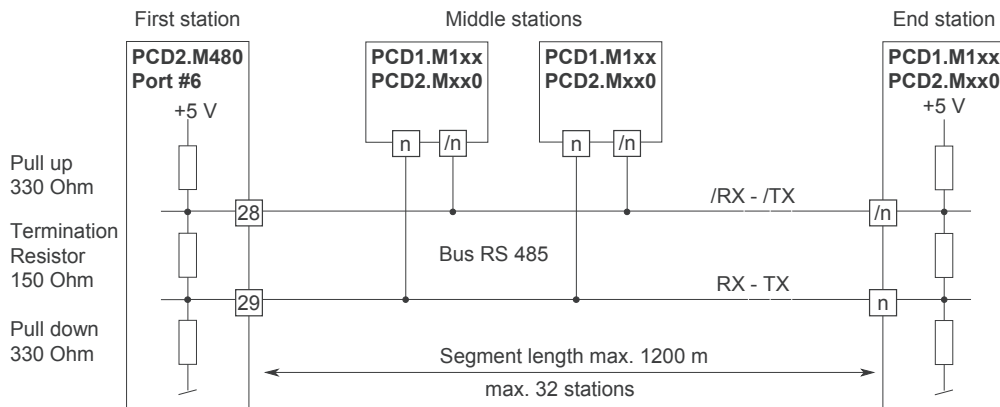 First station
Middle stations
End station
PCD2.M480
Port #6
+5 V
PCD1.M1xx
PCD2.Mxx0
n
/n
PCD1.M1xx
PCD2.Mxx0
n
/n
PCD1.M1xx
PCD2.Mxx0
+5 V
Pull up
330 Ohm
28
/RX - /TX
/n
Termination
Resistor
150 Ohm
Bus RS 485
29
RX - TX
n
Pull down
330 Ohm
Segment length max. 1200 m
max. 32 stations